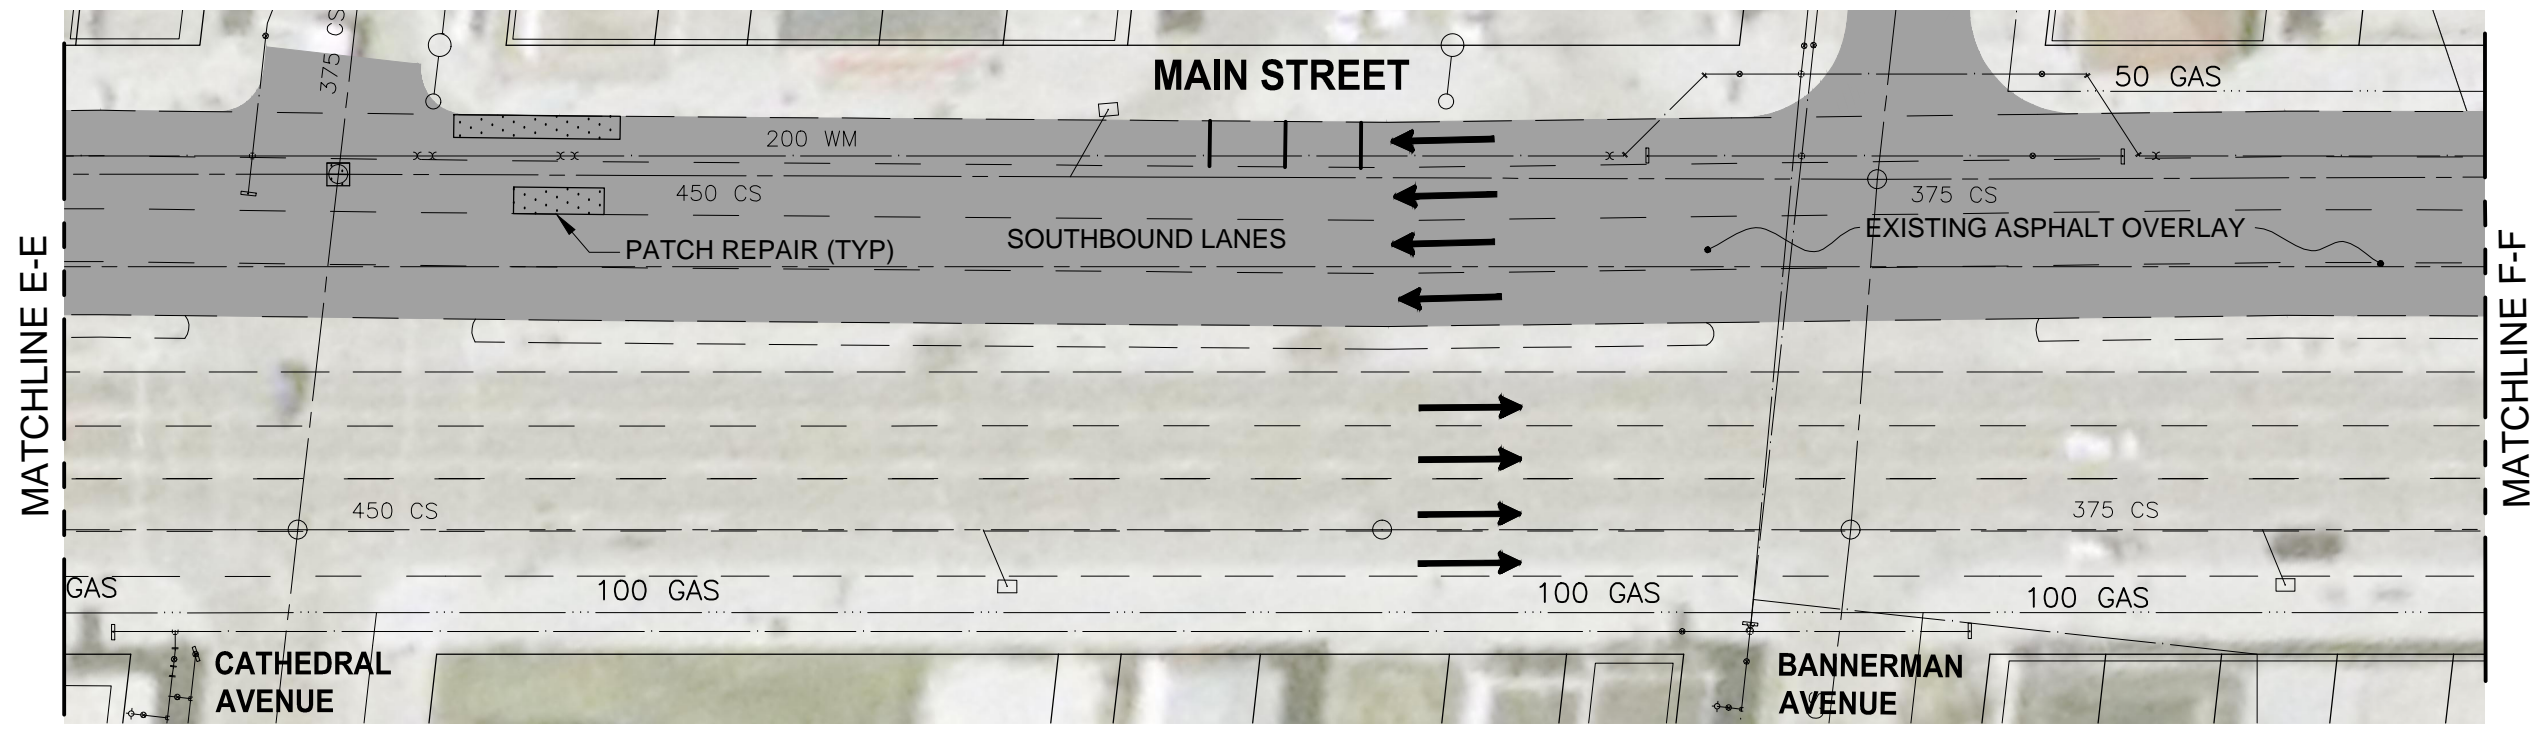 375 CS
MAIN STREET
50 GAS
200 WM
450 CS
375 CS
PATCH REPAIR (TYP)
SOUTHBOUND LANES
EXISTING ASPHALT OVERLAY
MATCHLINE E-E
MATCHLINE F-F
450 CS
375 CS
GAS
100 GAS
100 GAS
100 GAS
CATHEDRAL
AVENUE
BANNERMAN
AVENUE